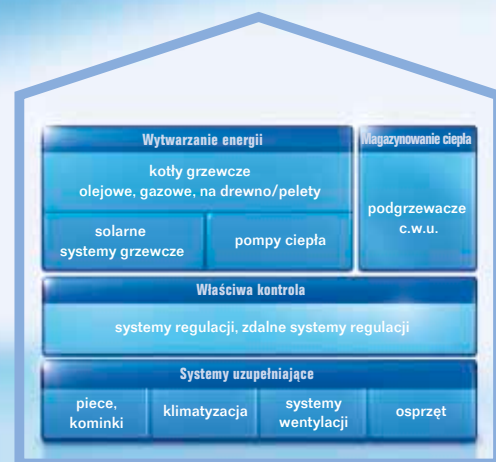 Wytwarzanie energii
kotły grzewcze
olejowe, gazowe, na drewno/pelety
solarne
systemy grzewcze
pompy ciepła
Magazynowanie ciepła
podgrzewacze
c.w.u.
Właściwa kontrola
systemy regulacji, zdalne systemy regulacji
Systemy uzupełniające
piece,
kominki
klimatyzacja
systemy
wentylacji
osprzęt